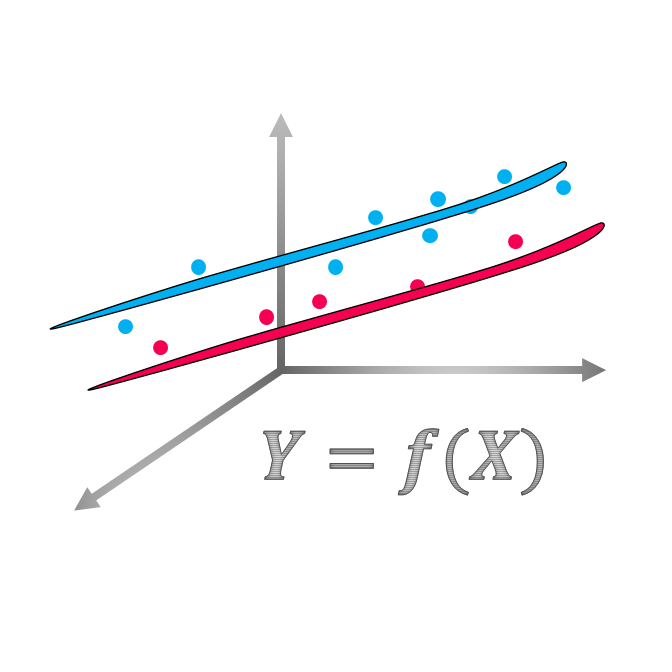 Y = f(X)